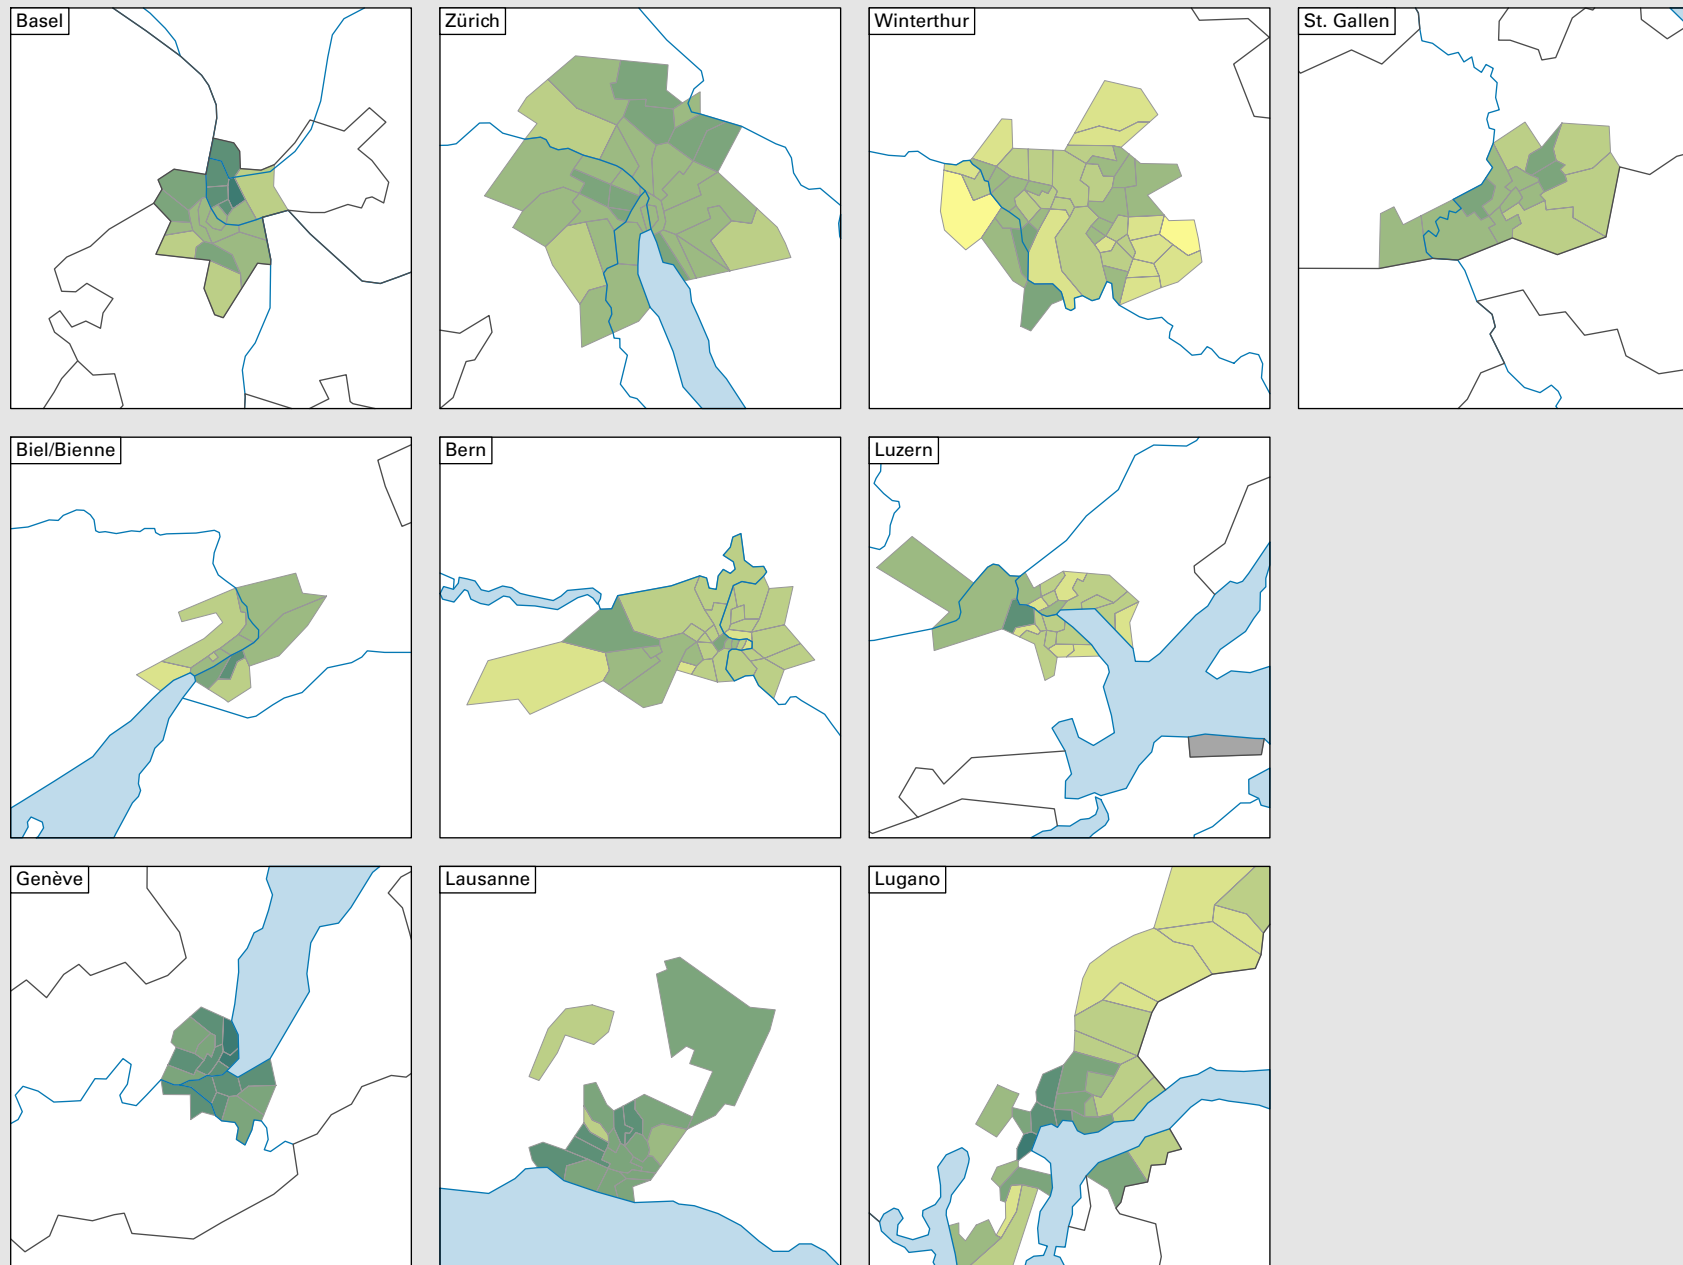 Basel
Zürich
Winterthur
St. Gallen
Biel/Bienne
Bern
Luzern
Genève
Lausanne
Lugano